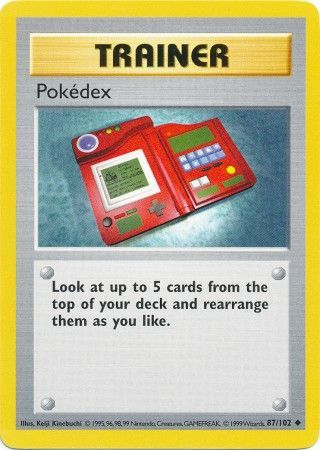 TRAINER
Pokédex
Look at up to 5 cards from the
top of your deck and rearrange
them as you like.
Illus. Keiji Kinebuchi © 1995, 96, 98, 99 Nintendo, Creatures, GAMEFREAK. © 1999 Wizards. 87/102 ◆